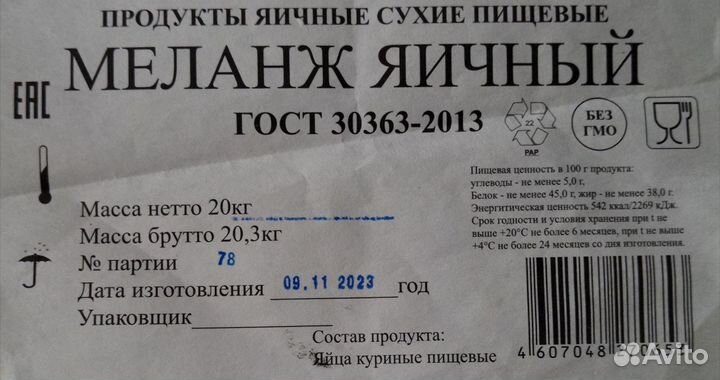 ПРОДУКТЫ ЯИЧНЫЕ СУХИЕ ПИЩЕВЫЕ
МЕЛАНЖ ЯИЧНЫЙ
ГОСТ 30363-2013
EAC
22
PAP
БЕЗ
ГМО
Пищевая ценность в 100 г продукта:
углеводы - не менее 5,0 г,
Белок - не менее 45,0 г, жир - не менее 38,0 г.
Энергетическая ценность 542 ккал/2269 кДж.
Срок годности и условия хранения при t не
выше +20°С не более 6 месяцев, при t не выше
+4°С не более 24 месяцев со дня изготовления.
Масса нетто 20кг
Масса брутто 20,3кг
№ партии 78
Дата изготовления 09.11 2023 год
Упаковщик
Состав продукта:
Яйца куриные пищевые
4 607048
Avito